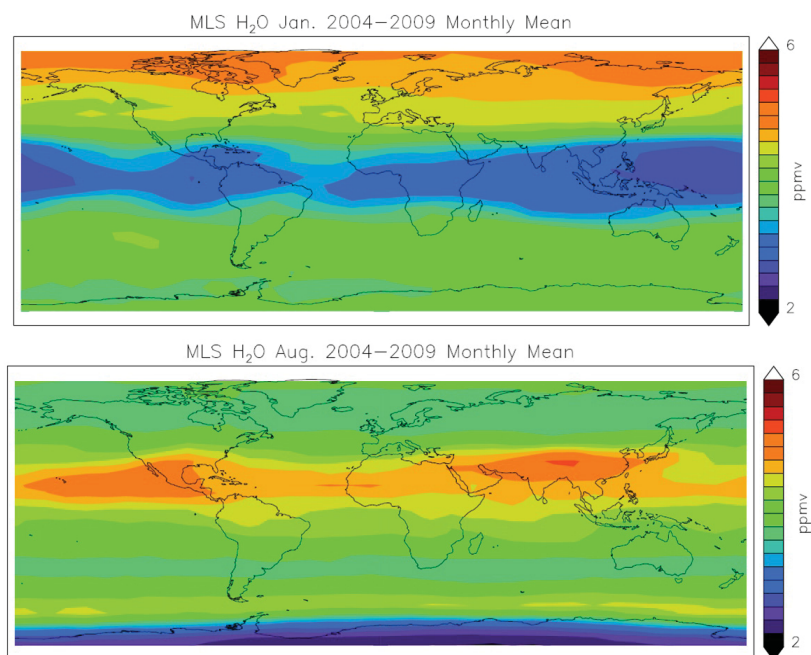 MLS H₂O Jan. 2004−2009 Monthly Mean
6
ppmv
2
MLS H₂O Aug. 2004−2009 Monthly Mean
6
ppmv
2